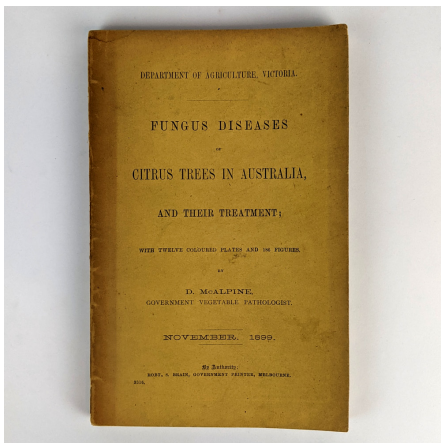 DEPARTMENT OF AGRICULTURE, VICTORIA.
FUNGUS DISEASES
OF
CITRUS TREES IN AUSTRALIA,
AND THEIR TREATMENT;
WITH TWELVE COLOURED PLATES AND 186 FIGURES.
BY
D. McALPINE,
GOVERNMENT VEGETABLE PATHOLOGIST.
NOVEMBER, 1899.
By Authority:
ROBT. S. BRAIN, GOVERNMENT PRINTER, MELBOURNE.